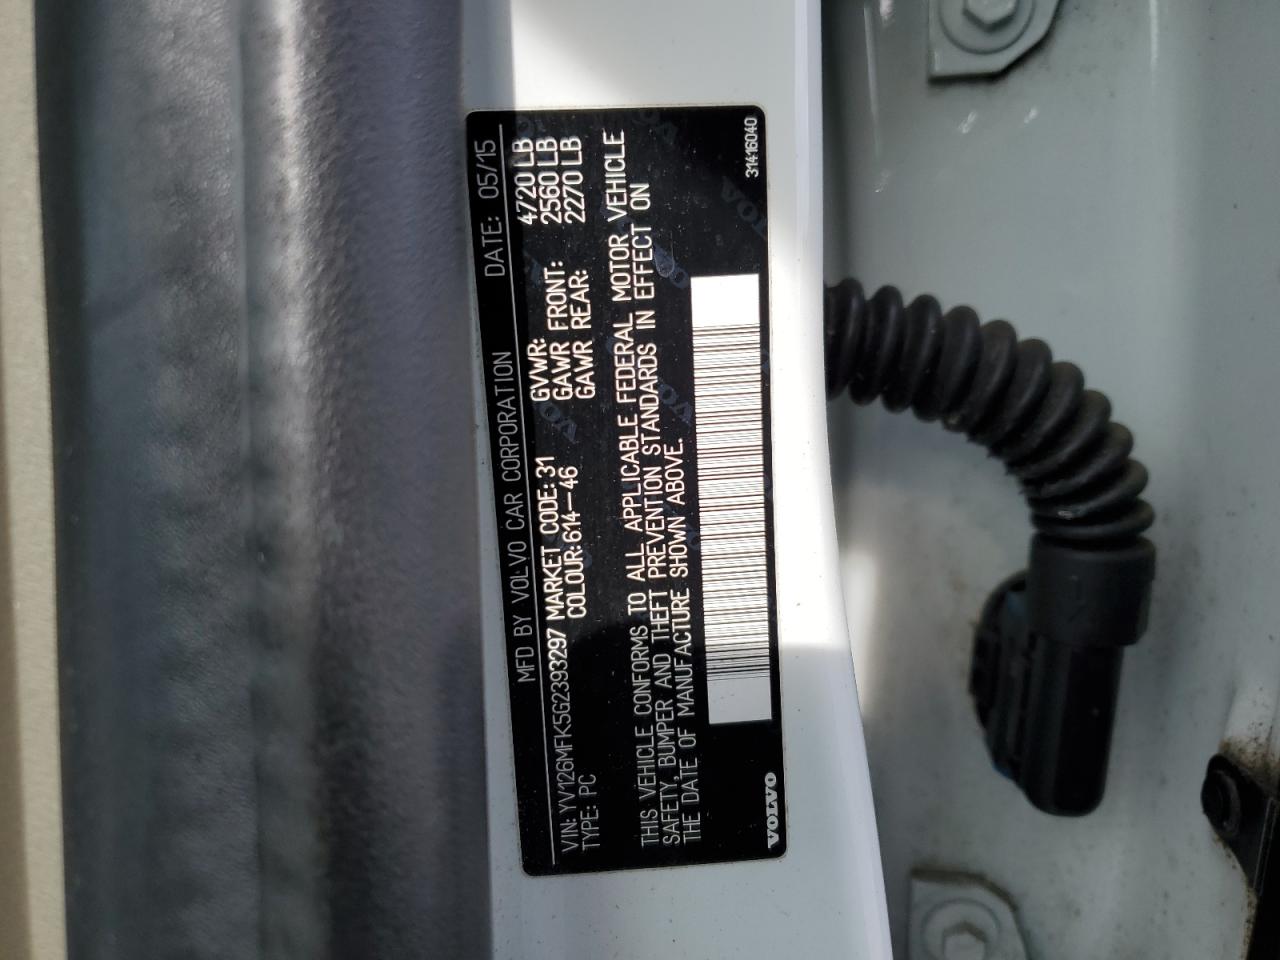 MFD BY VOLVO CAR CORPORATION DATE: 05/15
VIN: YV126MFK5G2393297 MARKET CODE: 31 GVWR: 4720 LB
TYPE: PC COLOUR: 614-46 GAWR FRONT: 2560 LB
GAWR REAR: 2270 LB
THIS VEHICLE CONFORMS TO ALL APPLICABLE FEDERAL MOTOR VEHICLE
SAFETY, BUMPER AND THEFT PREVENTION STANDARDS IN EFFECT ON
THE DATE OF MANUFACTURE SHOWN ABOVE.
VOLVO 31416040